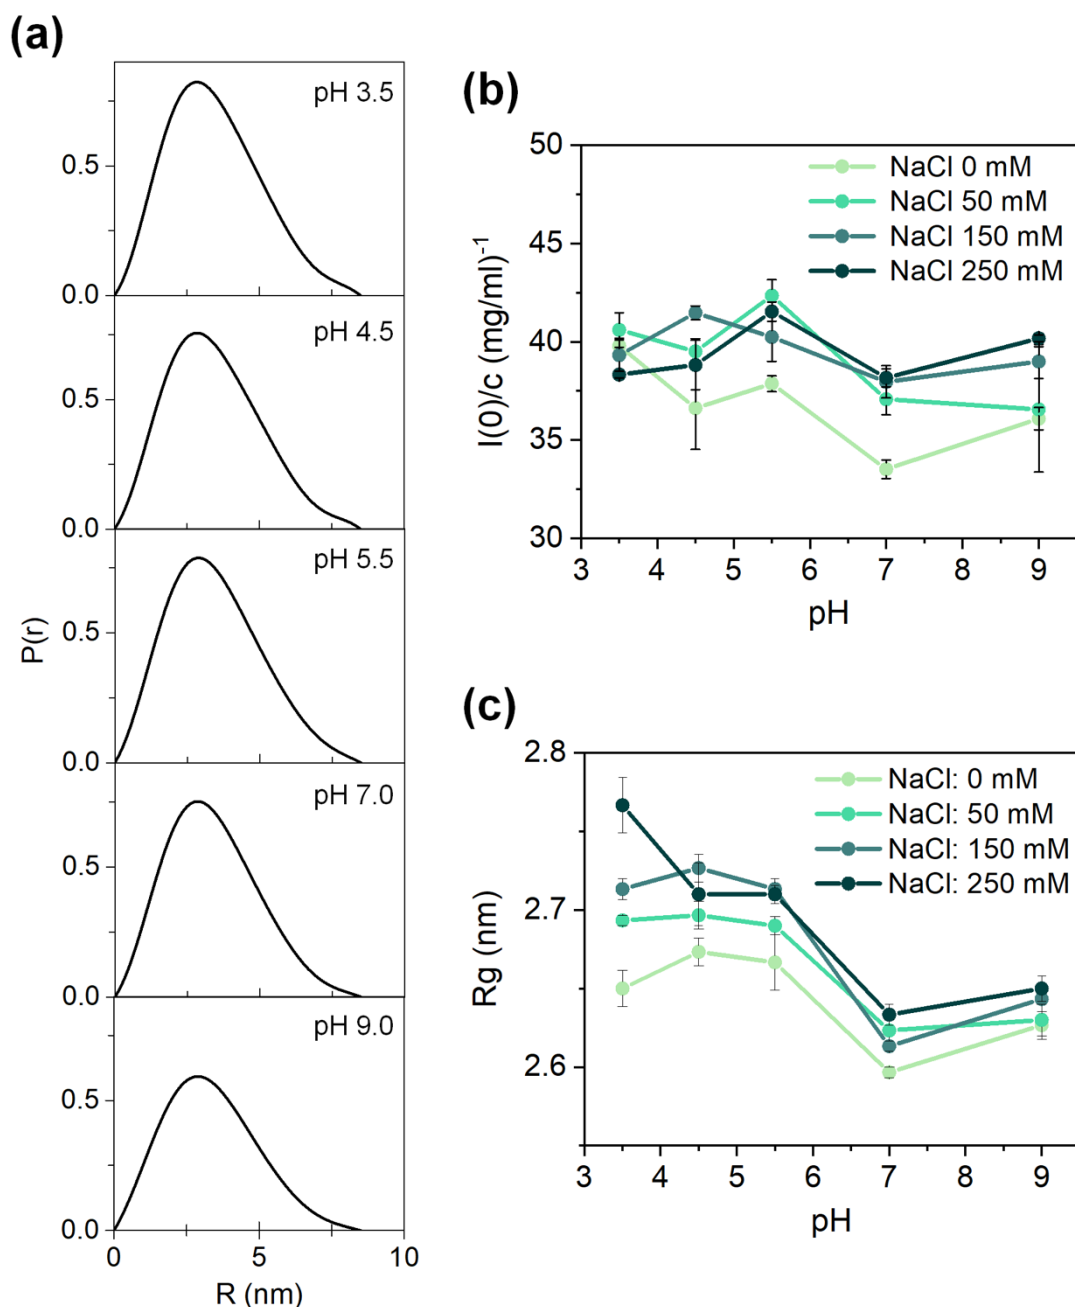 (a)
pH 3.5
0.5
0.0
pH 4.5
0.5
0.0
pH 5.5
0.5
0.0
pH 7.0
0.5
0.0
pH 9.0
0.5
0.0
0 5 10
R (nm)
P(r)
(b)
50
45
40
35
30
NaCl 0 mM
NaCl 50 mM
NaCl 150 mM
NaCl 250 mM
I(0)/c (mg/ml)⁻¹
3 4 5 6 7 8 9
pH
(c)
2.8
2.7
2.6
NaCl: 0 mM
NaCl: 50 mM
NaCl: 150 mM
NaCl: 250 mM
Rg (nm)
3 4 5 6 7 8 9
pH